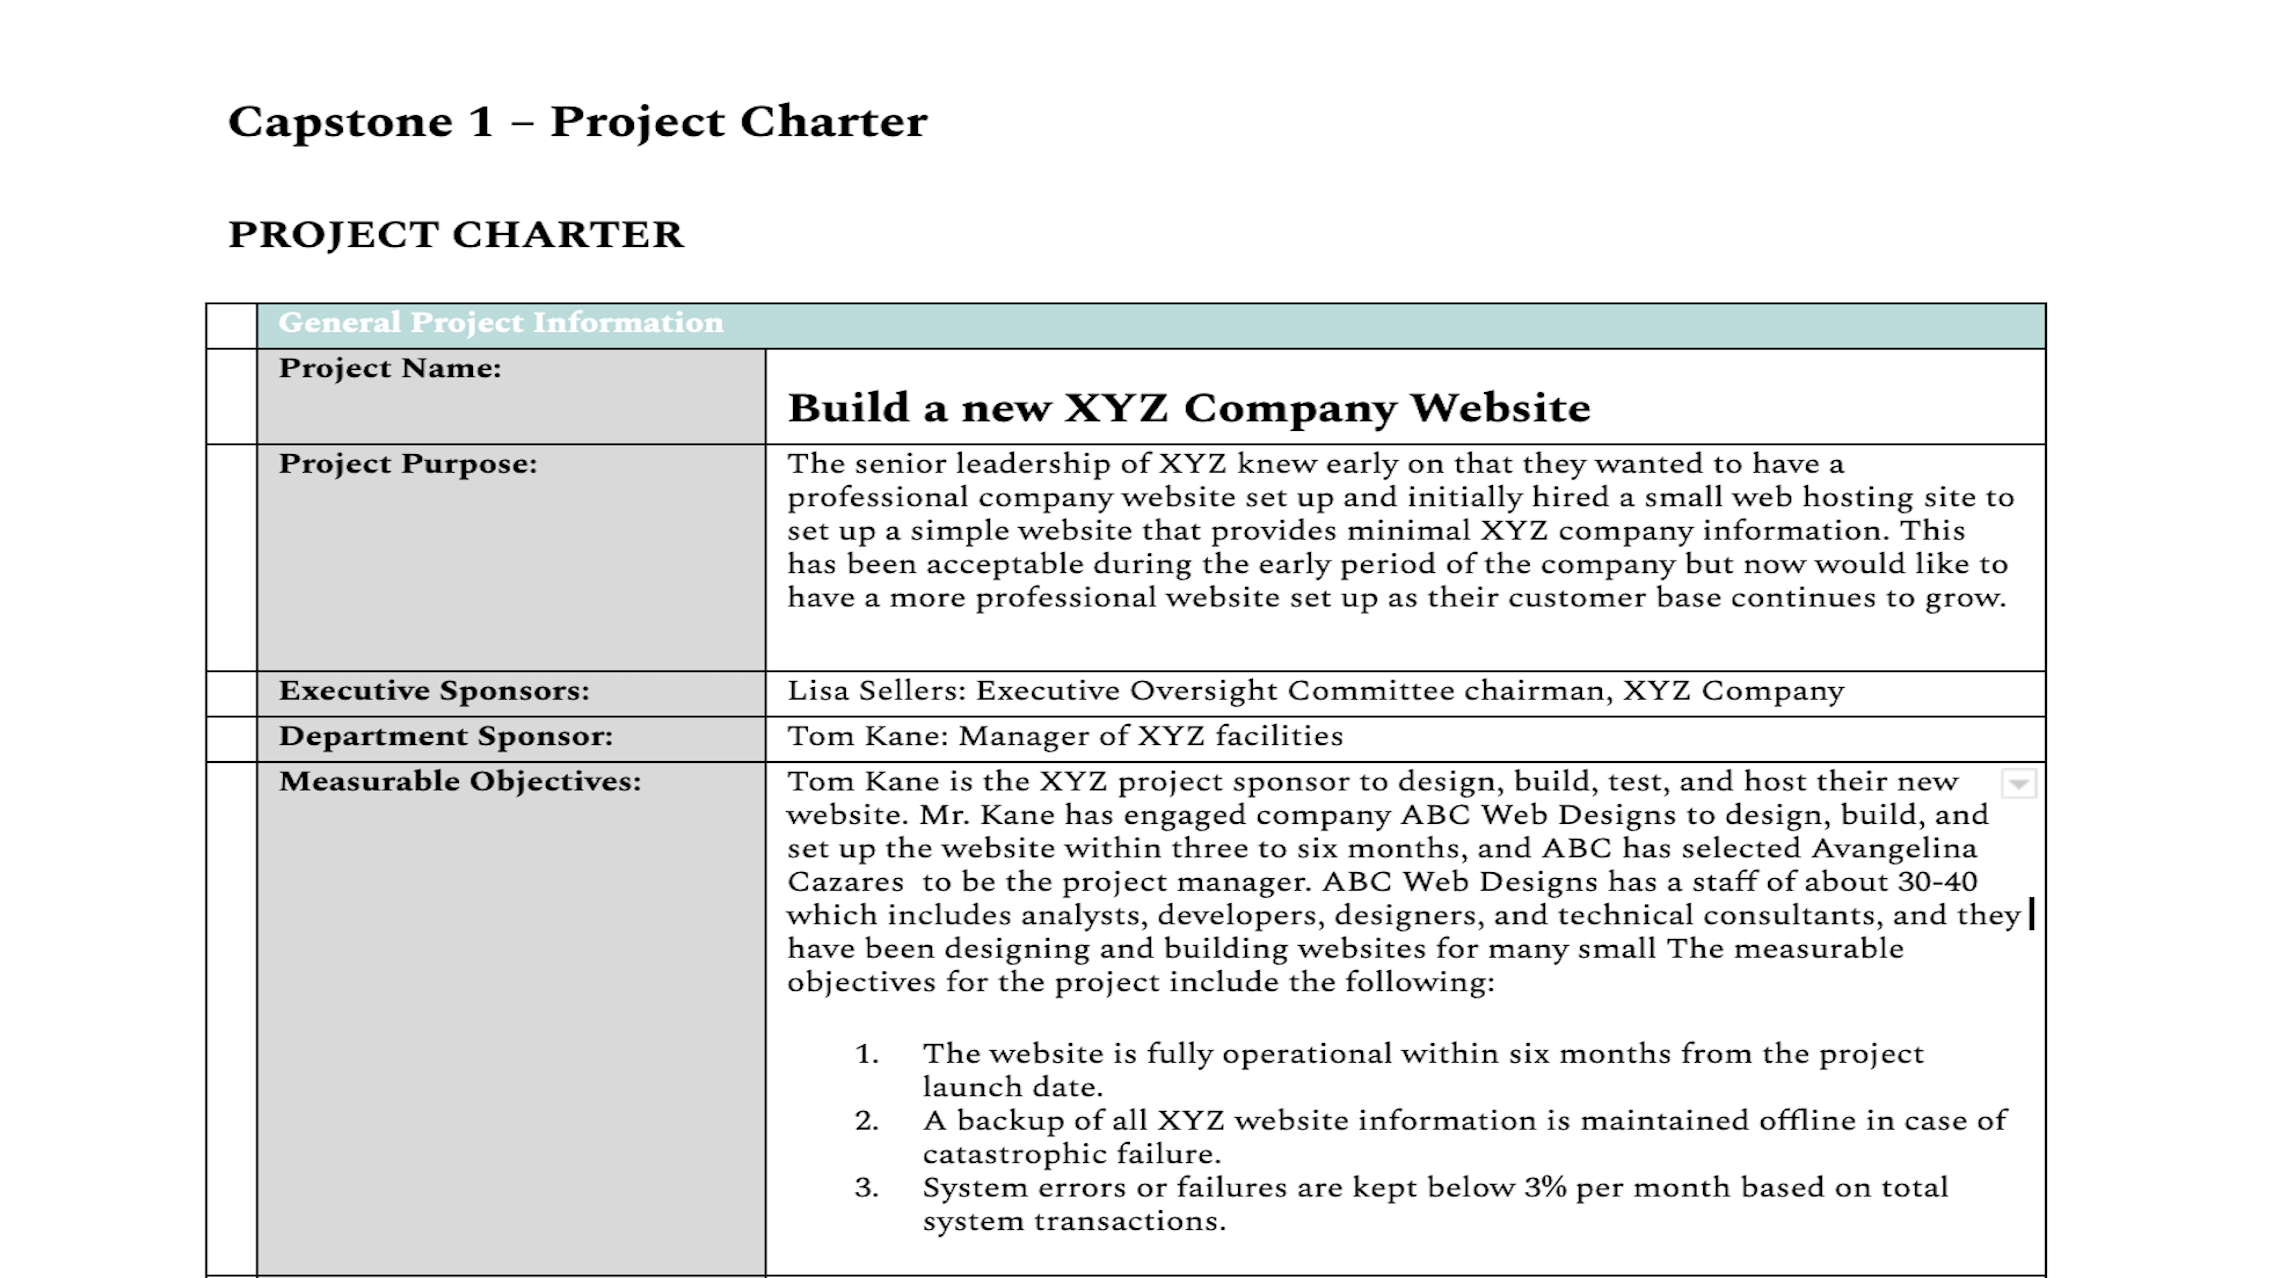 Capstone 1 – Project Charter
PROJECT CHARTER
General Project Information
Project Name:
Build a new XYZ Company Website
Project Purpose:
The senior leadership of XYZ knew early on that they wanted to have a
professional company website set up and initially hired a small web hosting site to
set up a simple website that provides minimal XYZ company information. This
has been acceptable during the early period of the company but now would like to
have a more professional website set up as their customer base continues to grow.
Executive Sponsors:
Lisa Sellers: Executive Oversight Committee chairman, XYZ Company
Department Sponsor:
Tom Kane: Manager of XYZ facilities
Measurable Objectives:
Tom Kane is the XYZ project sponsor to design, build, test, and host their new
website. Mr. Kane has engaged company ABC Web Designs to design, build, and
set up the website within three to six months, and ABC has selected Avangelina
Cazares  to be the project manager. ABC Web Designs has a staff of about 30-40
which includes analysts, developers, designers, and technical consultants, and they
have been designing and building websites for many small The measurable
objectives for the project include the following:
1. The website is fully operational within six months from the project
launch date.
2. A backup of all XYZ website information is maintained offline in case of
catastrophic failure.
3. System errors or failures are kept below 3% per month based on total
system transactions.